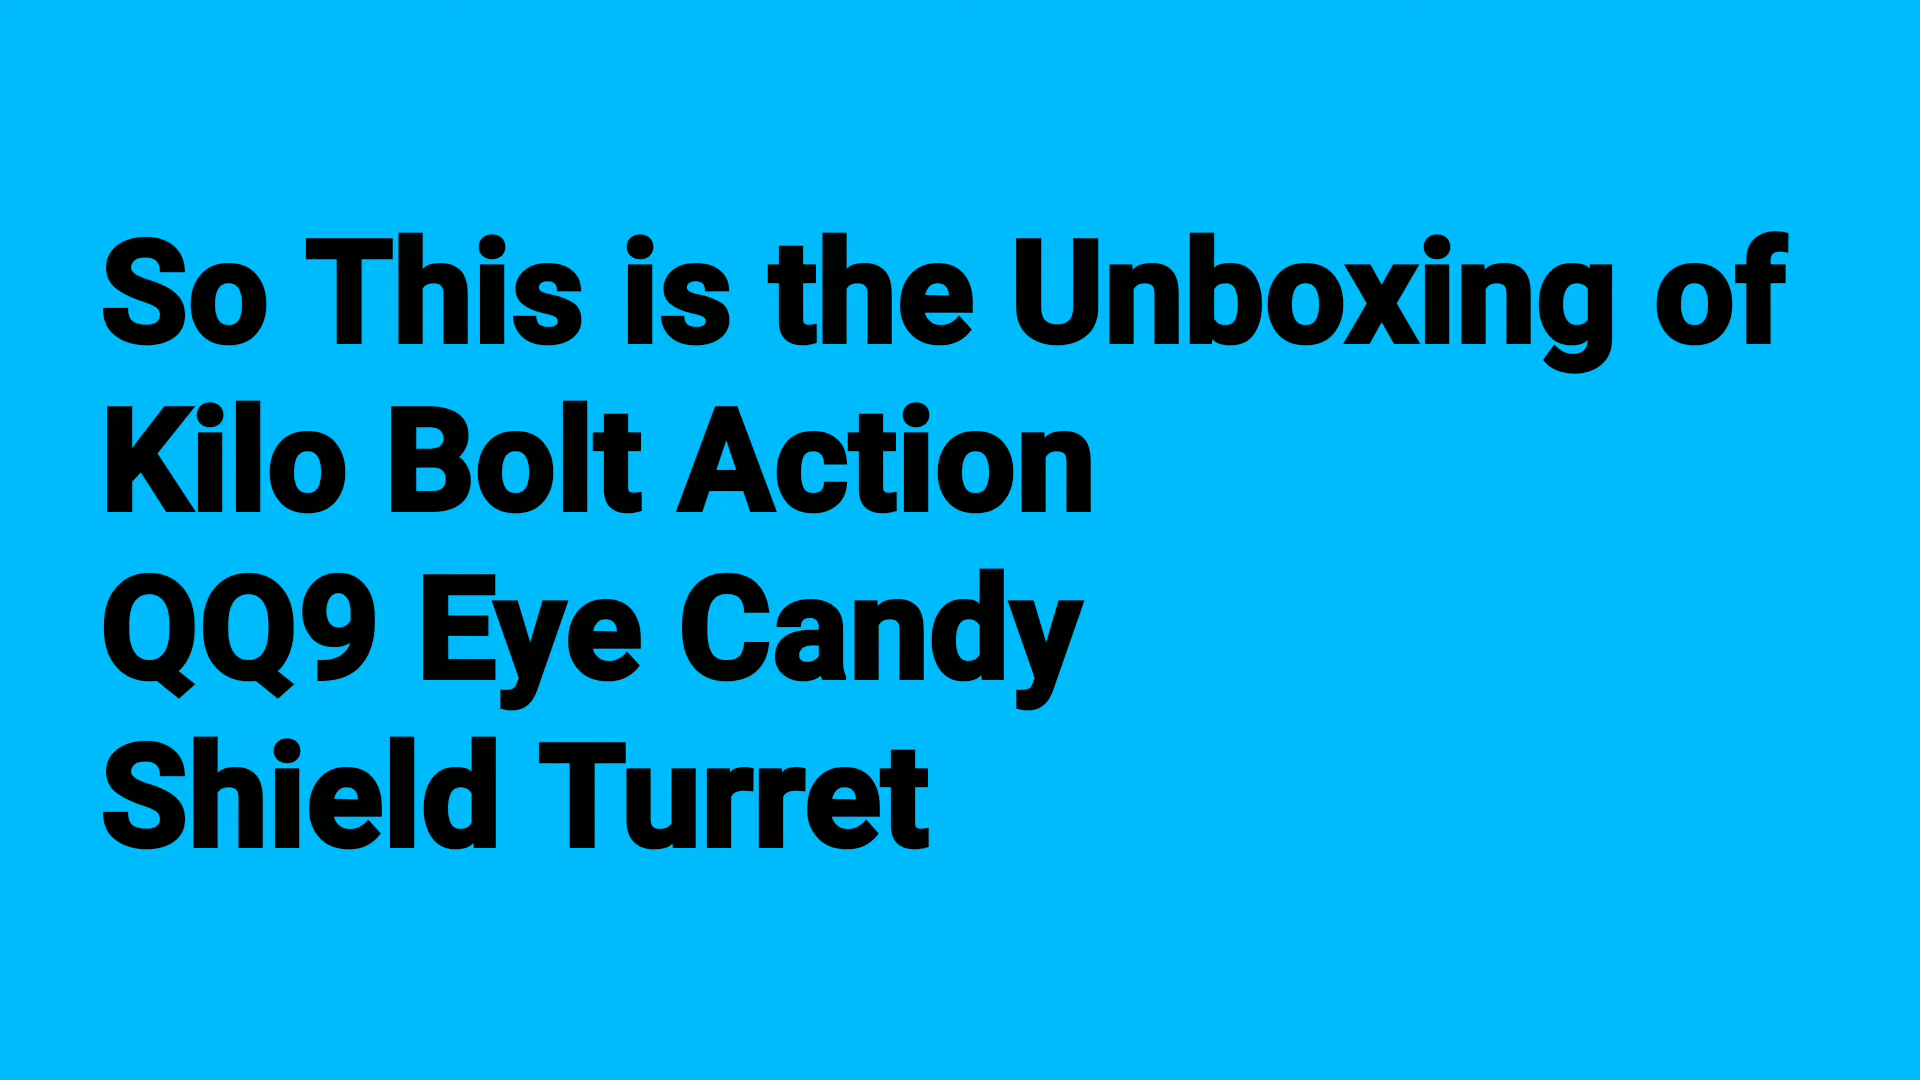 So This is the Unboxing of
Kilo Bolt Action
QQ9 Eye Candy
Shield Turret